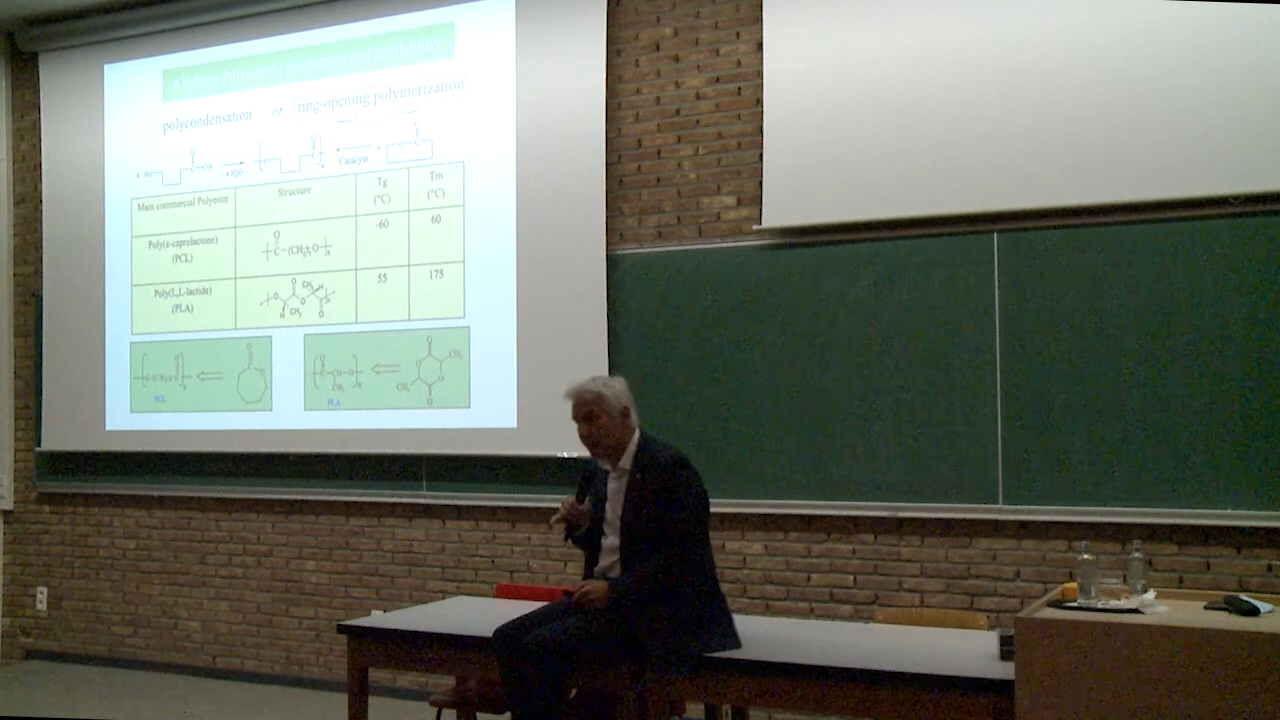 Aliphatic Polyesters: production and availability
polycondensation or ring-opening polymerization
- n H2O
Catalyst
Main commercial Polyester Structure Tg (°C) Tm (°C)
Poly(ε-caprolactone) (PCL) -60 60
Poly(L,L-lactide) (PLA) 55 175
PCL
PLA